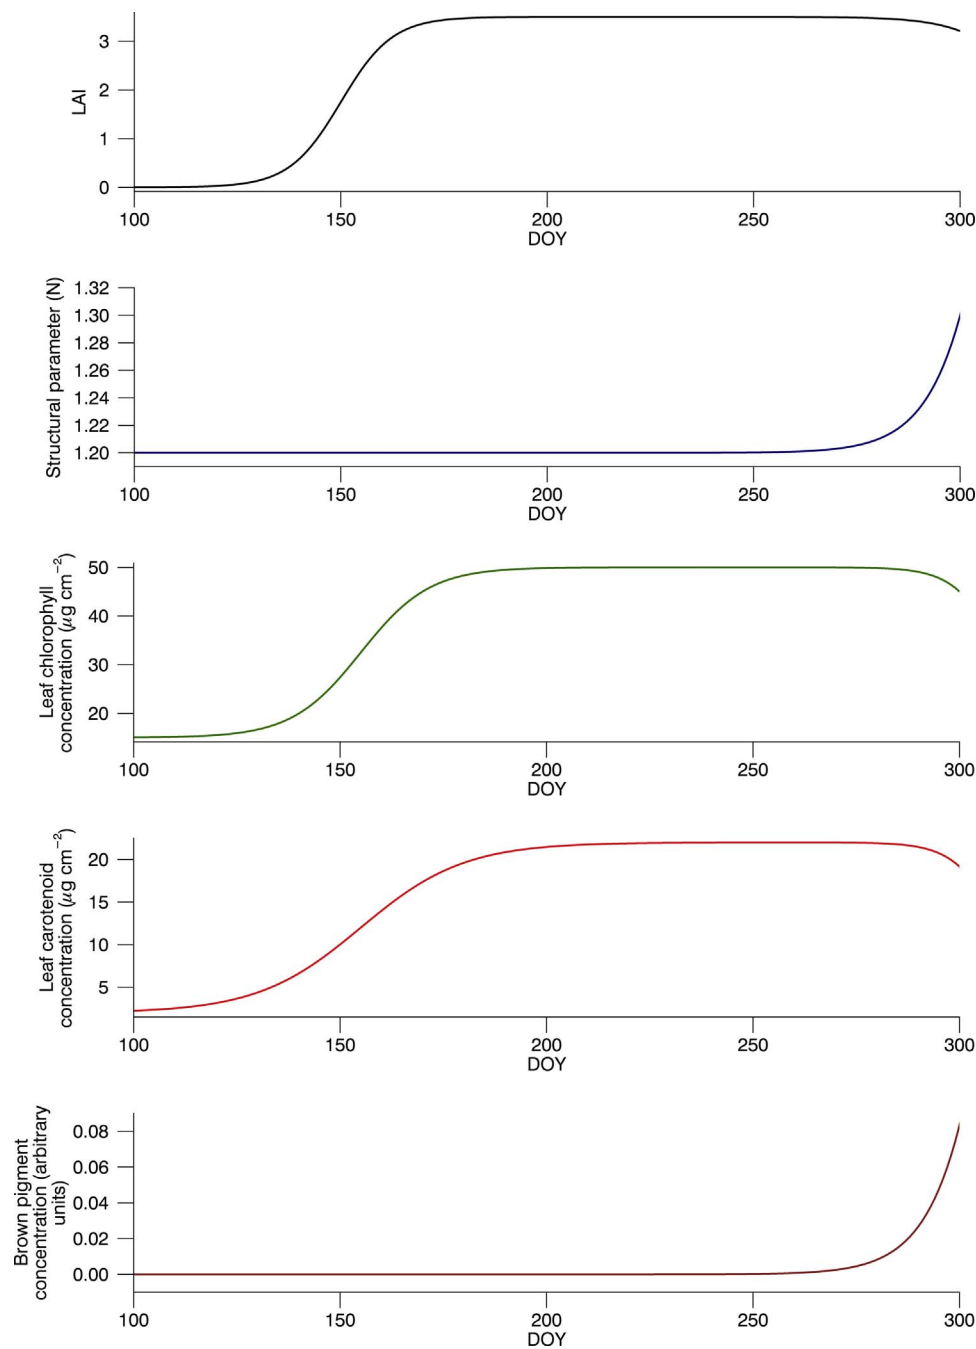 LAI
3
2
1
0
100 150 200 250 300
DOY
Structural parameter (N)
1.32
1.30
1.28
1.26
1.24
1.22
1.20
100 150 200 250 300
DOY
Leaf chlorophyll
concentration (μg cm⁻²)
50
40
30
20
100 150 200 250 300
DOY
Leaf carotenoid
concentration (μg cm⁻²)
20
15
10
5
100 150 200 250 300
DOY
Brown pigment
concentration (arbitrary
units)
0.08
0.06
0.04
0.02
0.00
100 150 200 250 300
DOY